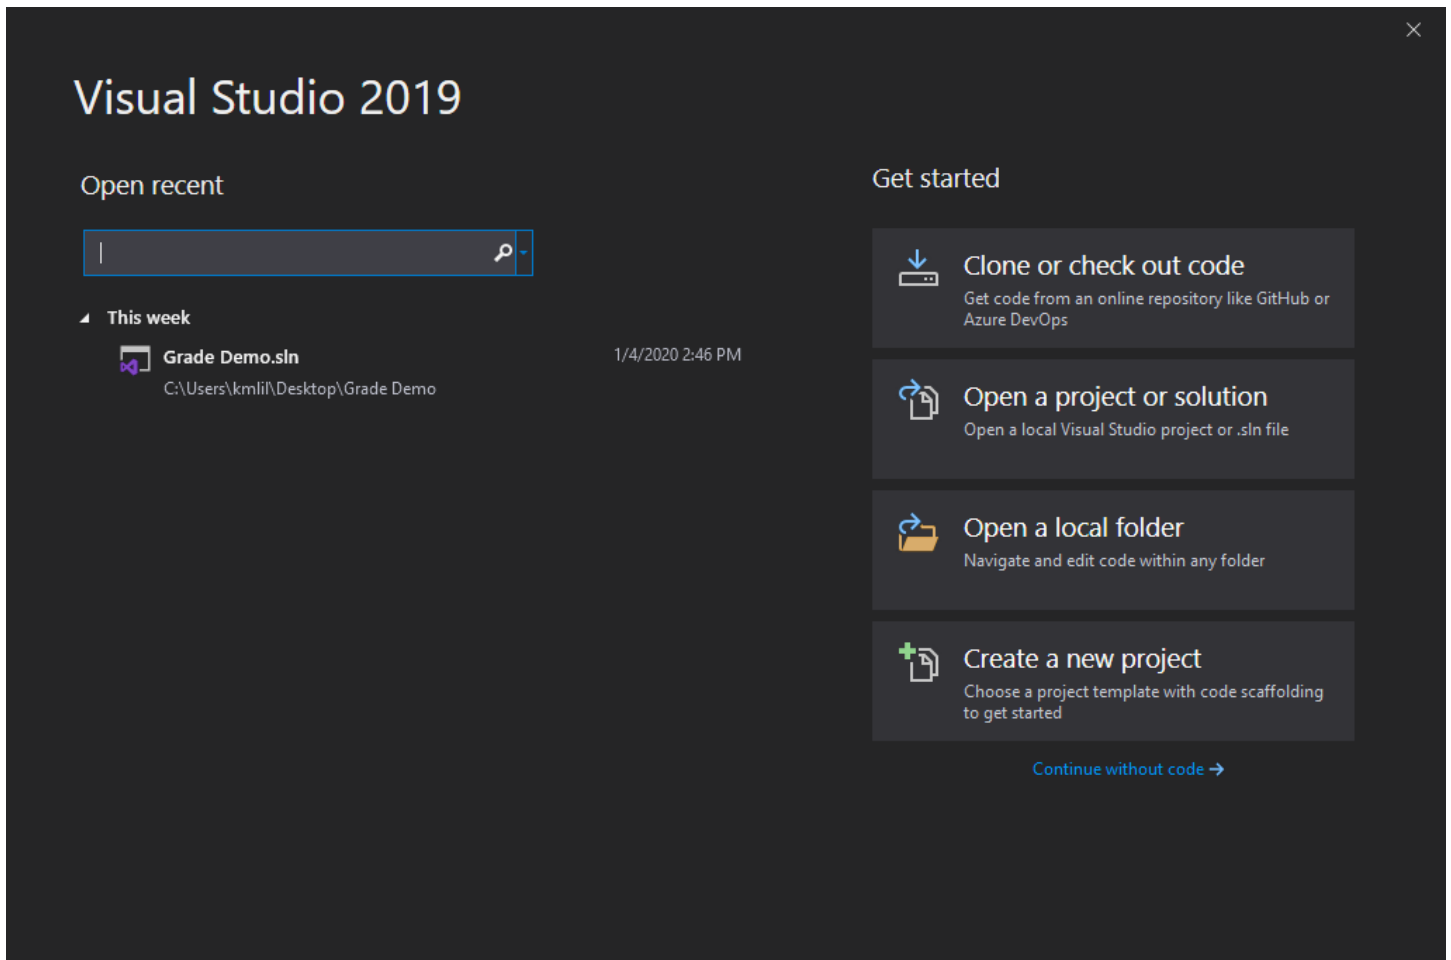 Visual Studio 2019
Open recent
This week
Grade Demo.sln
1/4/2020 2:46 PM
C:\Users\kmlil\Desktop\Grade Demo
Get started
Clone or check out code
Get code from an online repository like GitHub or
Azure DevOps
Open a project or solution
Open a local Visual Studio project or .sln file
Open a local folder
Navigate and edit code within any folder
Create a new project
Choose a project template with code scaffolding
to get started
Continue without code